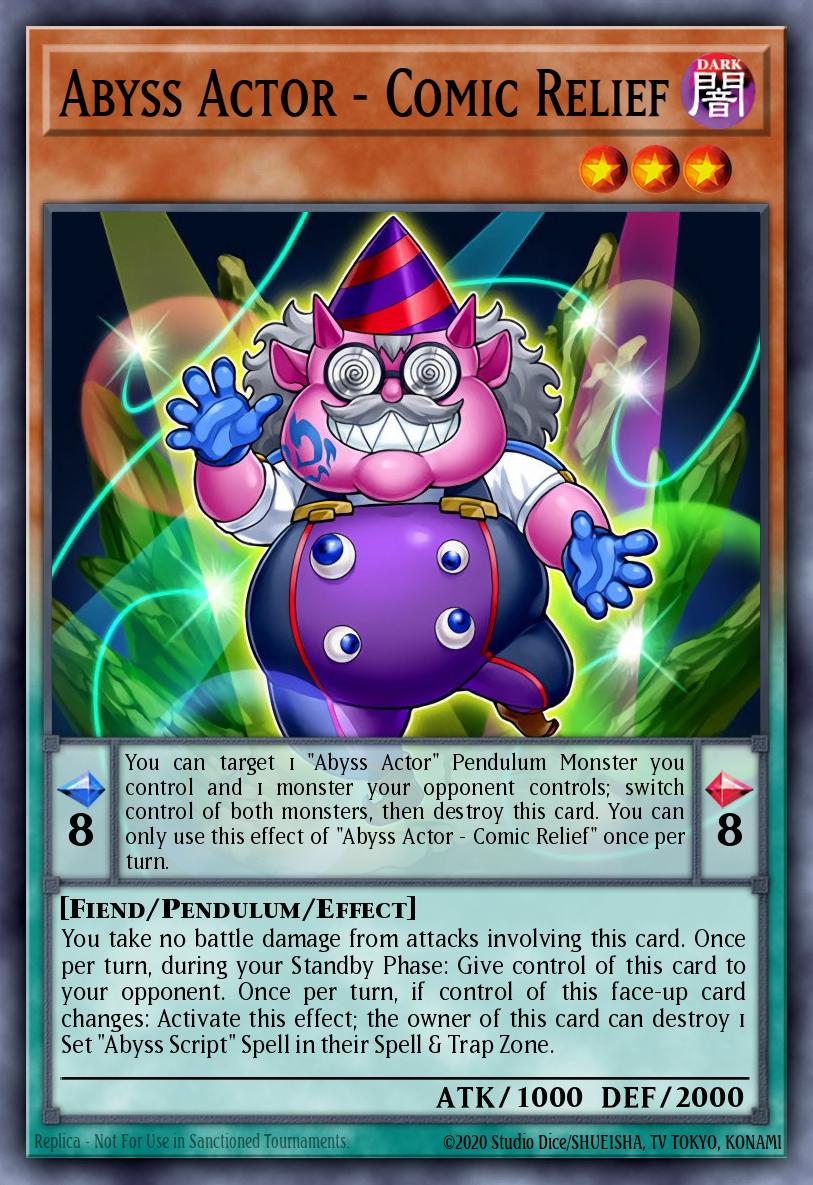 Abyss Actor - Comic Relief
DARK
闇
You can target 1 "Abyss Actor" Pendulum Monster you
control and 1 monster your opponent controls; switch
control of both monsters, then destroy this card. You can
only use this effect of "Abyss Actor - Comic Relief" once per
turn.
8
8
[Fiend/Pendulum/Effect]
You take no battle damage from attacks involving this card. Once
per turn, during your Standby Phase: Give control of this card to
your opponent. Once per turn, if control of this face-up card
changes: Activate this effect; the owner of this card can destroy 1
Set "Abyss Script" Spell in their Spell & Trap Zone.
ATK/1000 DEF/2000
Replica - Not For Use in Sanctioned Tournaments.
©2020 Studio Dice/SHUEISHA, TV TOKYO, KONAMI